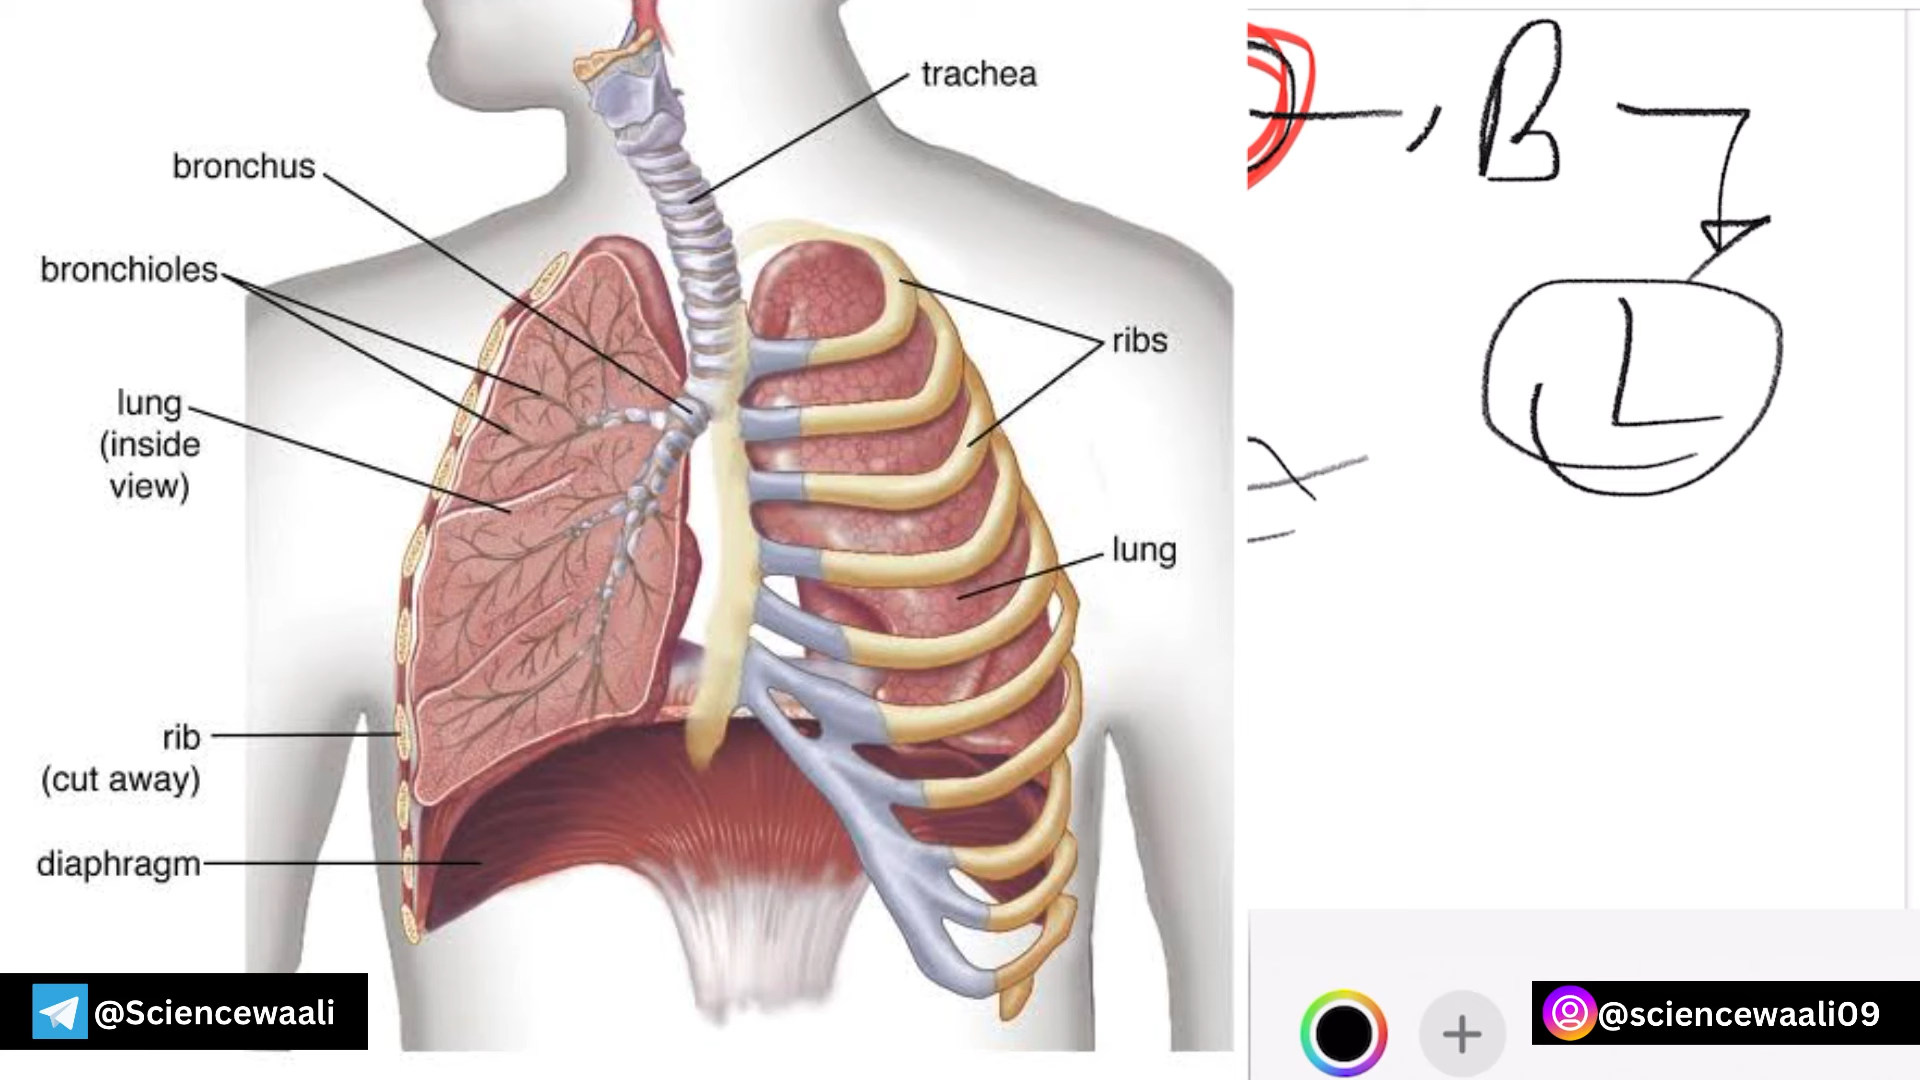 trachea
bronchus
bronchioles
lung
(inside
view)
ribs
lung
rib
(cut away)
diaphragm
B
L
@Sciencewaali
@sciencewaali09